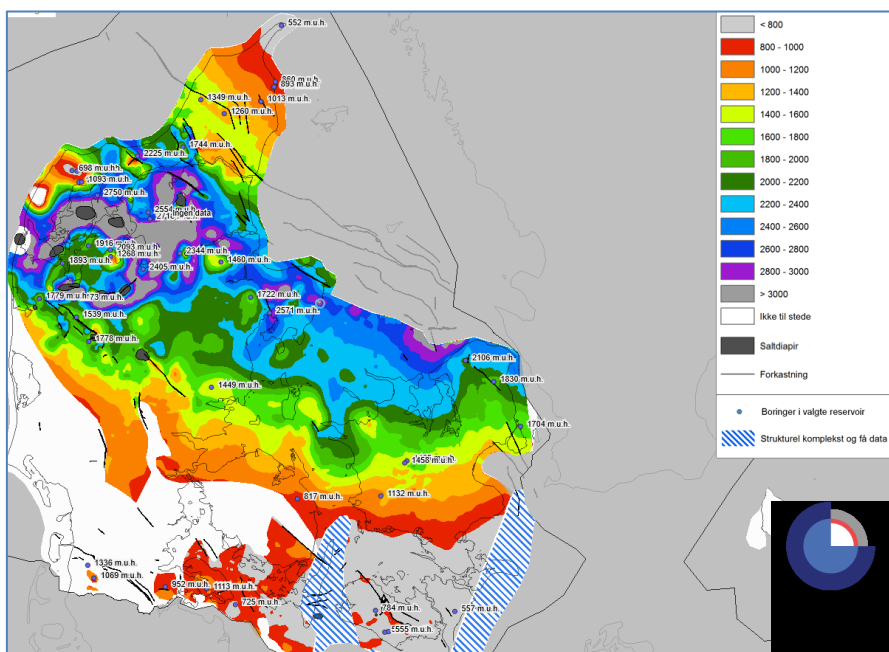 552 m.u.h.
860 m.u.h.
893 m.u.h.
1013 m.u.h.
1349 m.u.h.
1260 m.u.h.
1744 m.u.h.
2225 m.u.h.
698 m.u.h.
1093 m.u.h.
2750 m.u.h.
2554 m.u.h.
Ingen data
1916 m.u.h.
2093 m.u.h.
1268 m.u.h.
2344 m.u.h.
1893 m.u.h.
2405 m.u.h.
1460 m.u.h.
1779 m.u.h.
1722 m.u.h.
1539 m.u.h.
2571 m.u.h.
1778 m.u.h.
2106 m.u.h.
1830 m.u.h.
1449 m.u.h.
1704 m.u.h.
1458 m.u.h.
817 m.u.h.
1132 m.u.h.
1336 m.u.h.
1069 m.u.h.
952 m.u.h.
1113 m.u.h.
725 m.u.h.
784 m.u.h.
557 m.u.h.
< 800
800 - 1000
1000 - 1200
1200 - 1400
1400 - 1600
1600 - 1800
1800 - 2000
2000 - 2200
2200 - 2400
2400 - 2600
2600 - 2800
2800 - 3000
> 3000
Ikke til stede
Saltdiapir
Forkastning
Boringer i valgte reservoir
Strukturel komplekst og få data